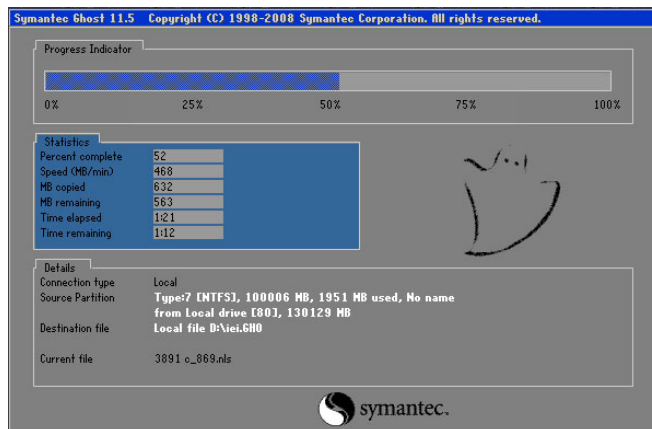 Symantec Ghost 11.5   Copyright (C) 1998-2008 Symantec Corporation. All rights reserved.
Progress Indicator
0%   25%   50%   75%   100%
Statistics
Percent complete   52
Speed (MB/min)   468
MB copied   632
MB remaining   563
Time elapsed   1:21
Time remaining   1:12
Details
Connection type   Local
Source Partition   Type:7 [NTFS], 100006 MB, 1951 MB used, No name
from Local drive [80], 130129 MB
Destination file   Local file D:\iei.GHO
Current file   3891 c_869.nls
symantec.